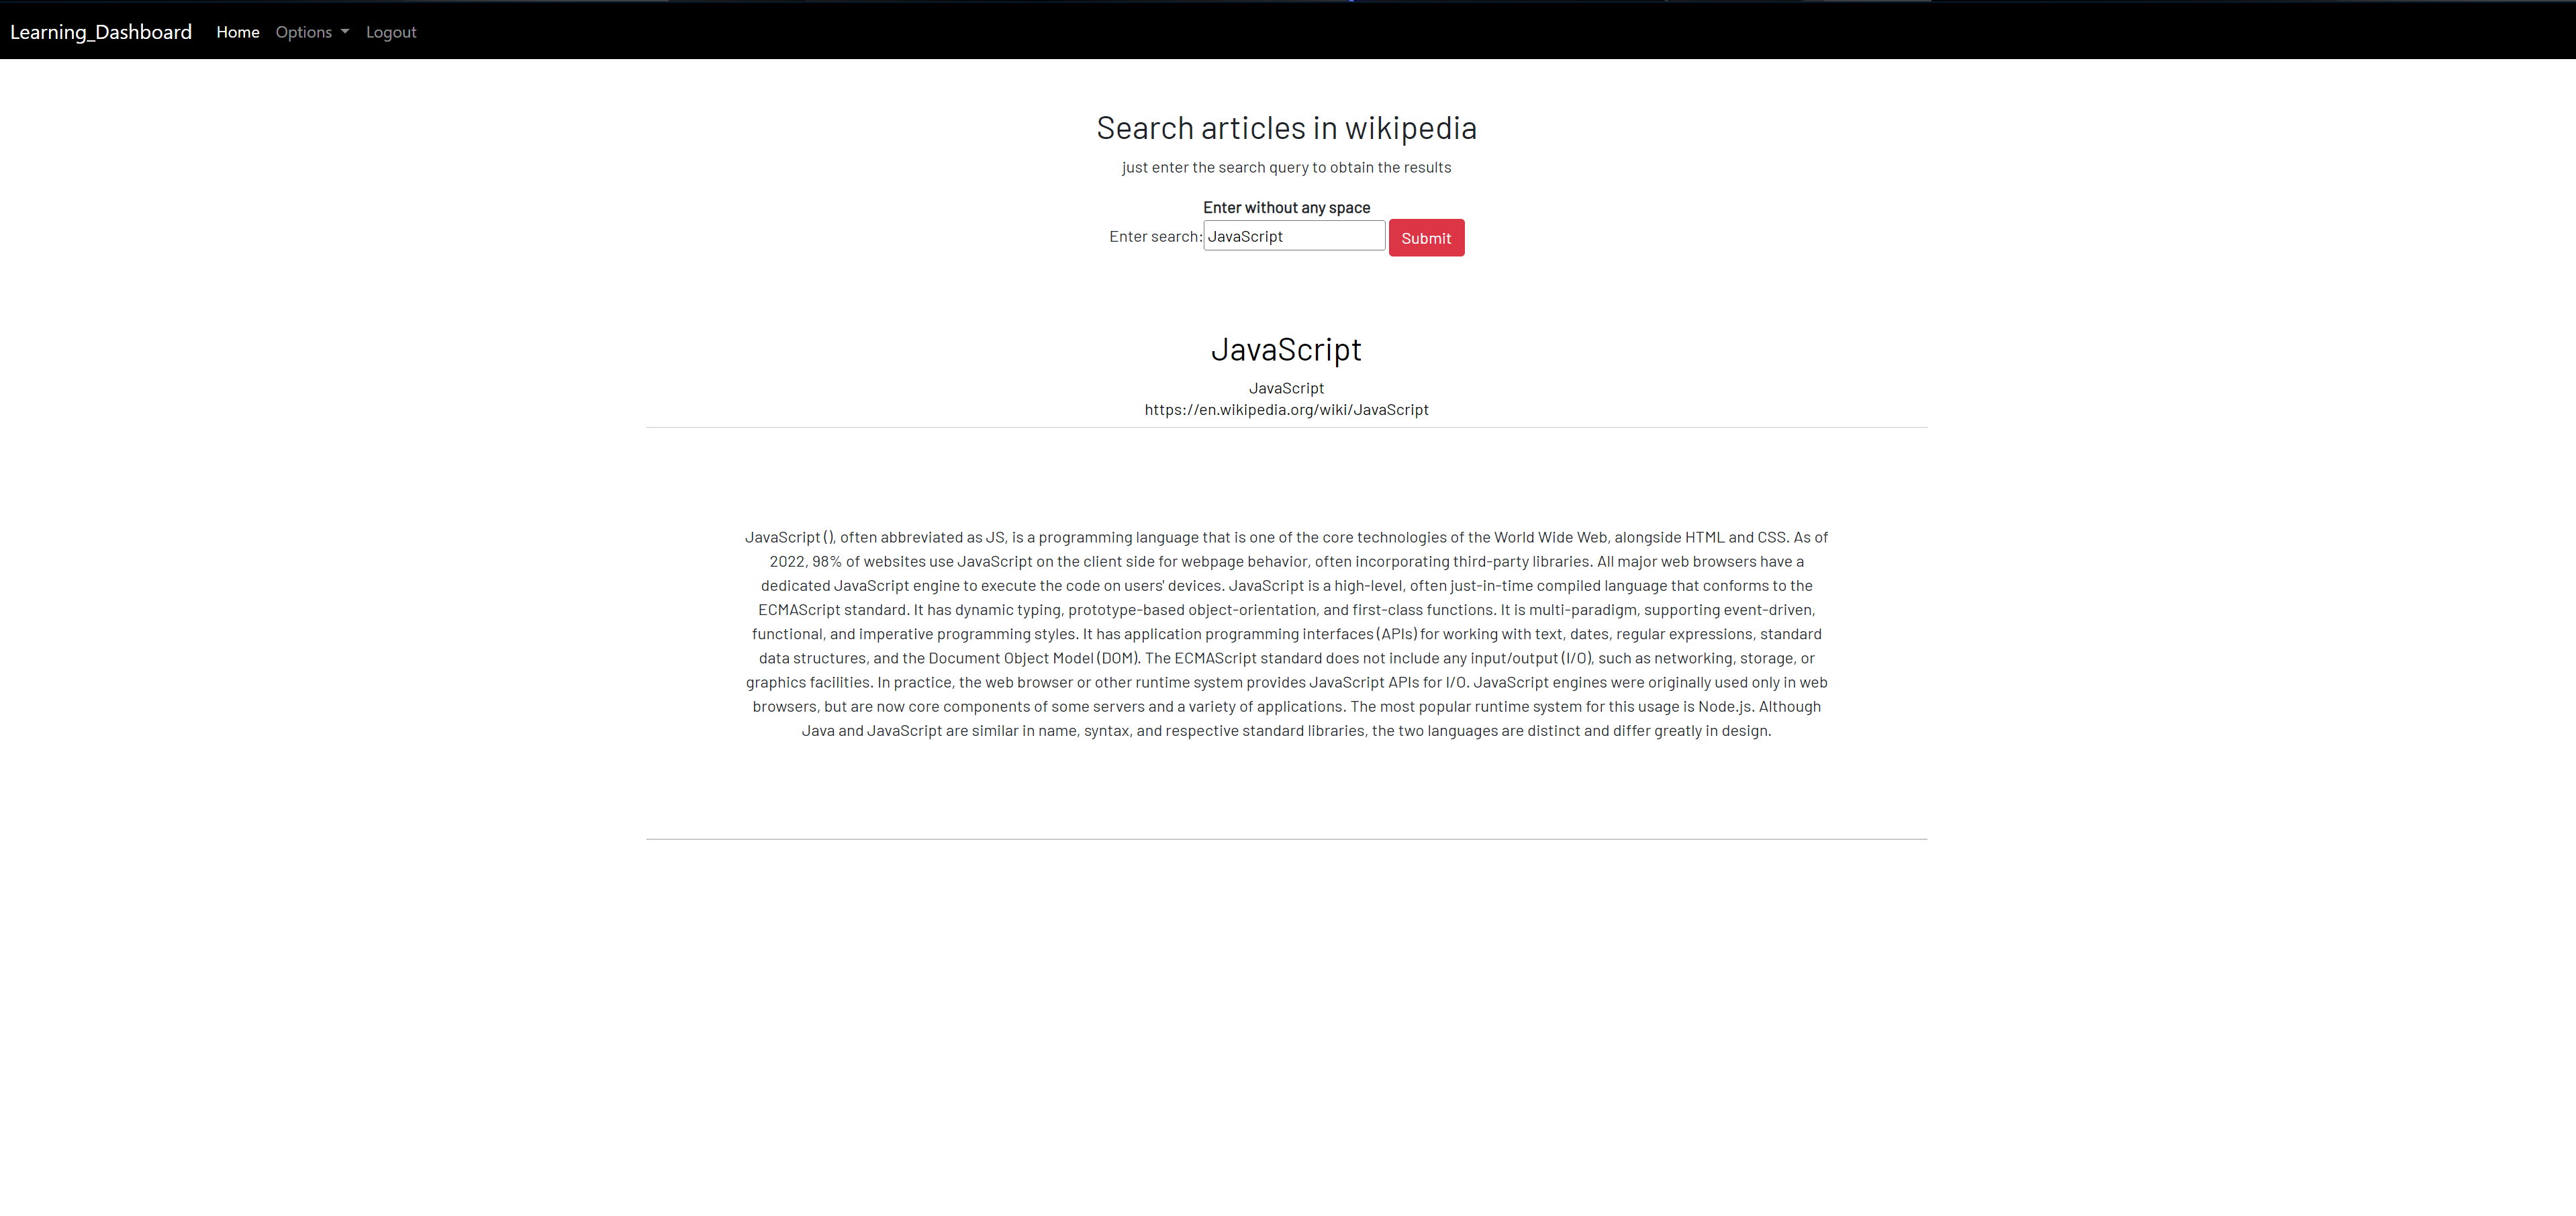 Learning_Dashboard Home Options Logout
Search articles in wikipedia
just enter the search query to obtain the results
Enter without any space
Enter search: JavaScript Submit
JavaScript
JavaScript
https://en.wikipedia.org/wiki/JavaScript
JavaScript (), often abbreviated as JS, is a programming language that is one of the core technologies of the World Wide Web, alongside HTML and CSS. As of
2022, 98% of websites use JavaScript on the client side for webpage behavior, often incorporating third-party libraries. All major web browsers have a
dedicated JavaScript engine to execute the code on users' devices. JavaScript is a high-level, often just-in-time compiled language that conforms to the
ECMAScript standard. It has dynamic typing, prototype-based object-orientation, and first-class functions. It is multi-paradigm, supporting event-driven,
functional, and imperative programming styles. It has application programming interfaces (APIs) for working with text, dates, regular expressions, standard
data structures, and the Document Object Model (DOM). The ECMAScript standard does not include any input/output (I/O), such as networking, storage, or
graphics facilities. In practice, the web browser or other runtime system provides JavaScript APIs for I/O. JavaScript engines were originally used only in web
browsers, but are now core components of some servers and a variety of applications. The most popular runtime system for this usage is Node.js. Although
Java and JavaScript are similar in name, syntax, and respective standard libraries, the two languages are distinct and differ greatly in design.